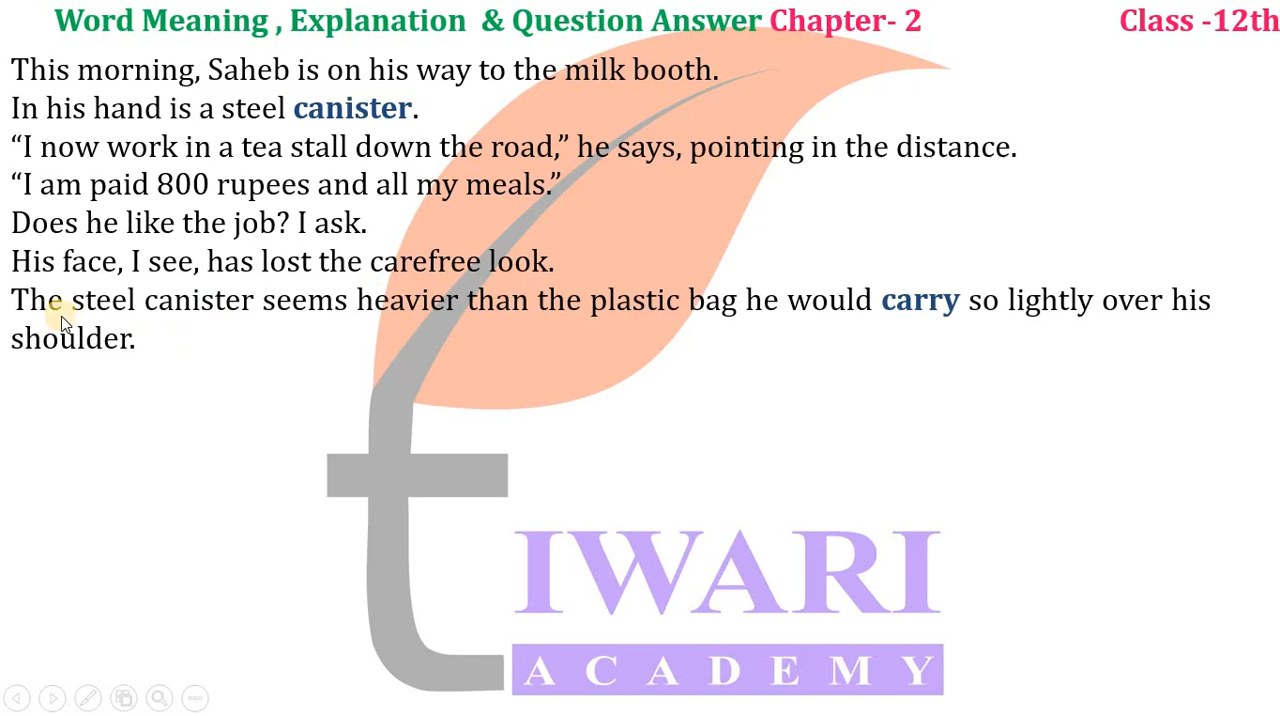 Word Meaning , Explanation & Question Answer Chapter- 2 Class -12th
This morning, Saheb is on his way to the milk booth.
In his hand is a steel canister.
“I now work in a tea stall down the road,” he says, pointing in the distance.
“I am paid 800 rupees and all my meals.”
Does he like the job? I ask.
His face, I see, has lost the carefree look.
The steel canister seems heavier than the plastic bag he would carry so lightly over his
shoulder.
tIWARI
ACADEMY